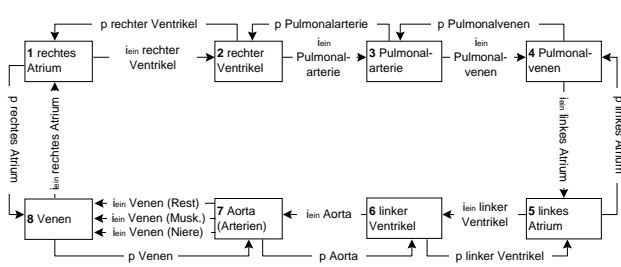 p rechter Ventrikel
p Pulmonalarterie
p Pulmonalvenen
1 rechtes
Atrium
iein rechter
Ventrikel
2 rechter
Ventrikel
iein
Pulmonal-
arterie
3 Pulmonal-
arterie
iein
Pulmonal-
venen
4 Pulmonal-
venen
p rechtes Atrium
iein rechtes Atrium
iein linkes Atrium
p linkes Atrium
8 Venen
iein Venen (Rest)
iein Venen (Musk.)
iein Venen (Niere)
7 Aorta
(Arterien)
iein Aorta
6 linker
Ventrikel
iein linker
Ventrikel
5 linkes
Atrium
p Venen
p Aorta
p linker Ventrikel